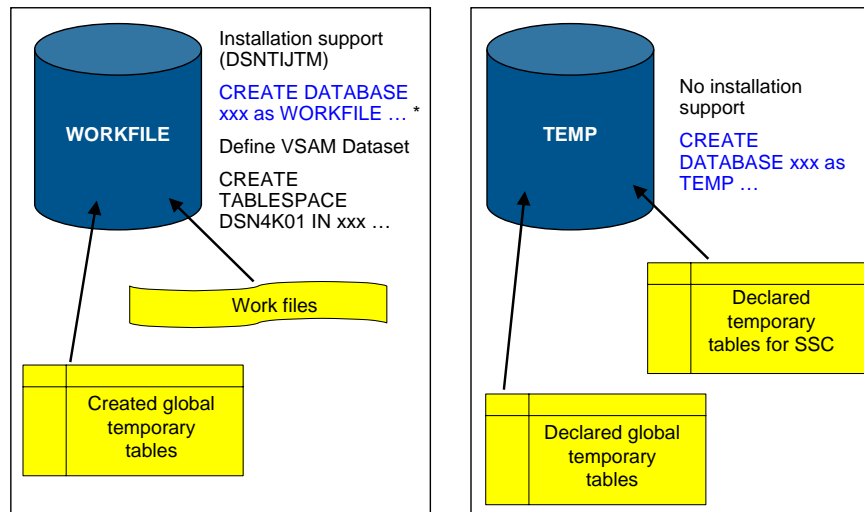 Installation support
(DSNTIJTM)
CREATE DATABASE
xxx as WORKFILE … *
Define VSAM Dataset
CREATE
TABLESPACE
DSN4K01 IN xxx …
WORKFILE
Work files
Created global
temporary
tables
No installation
support
CREATE
DATABASE xxx as
TEMP …
TEMP
Declared
temporary
tables for SSC
Declared global
temporary
tables